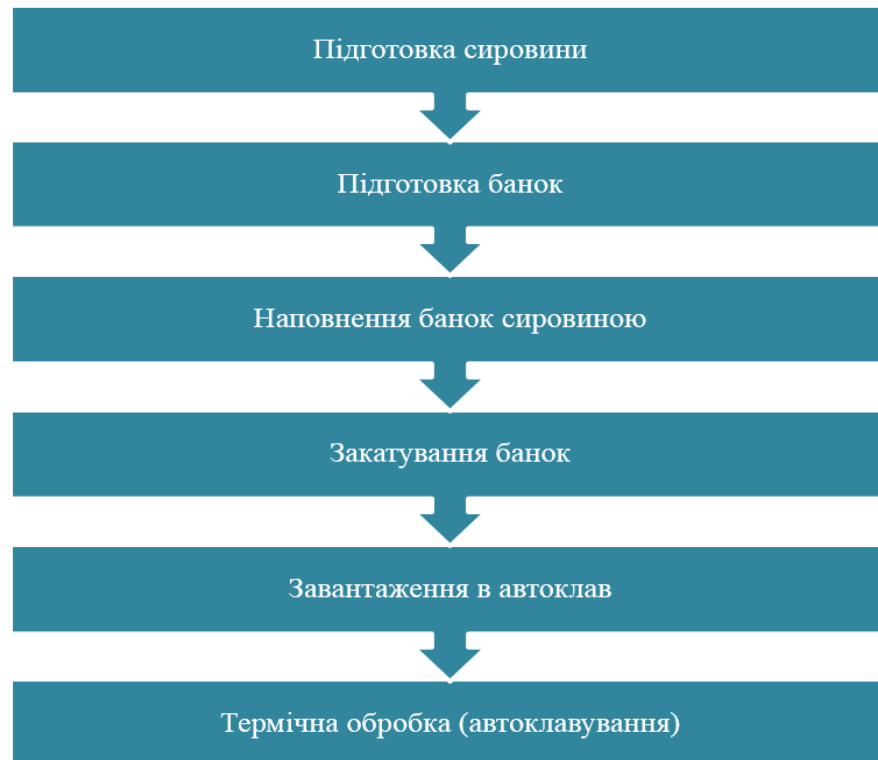 Підготовка сировини
Підготовка банок
Наповнення банок сировиною
Закатування банок
Завантаження в автоклав
Термічна обробка (автоклавування)